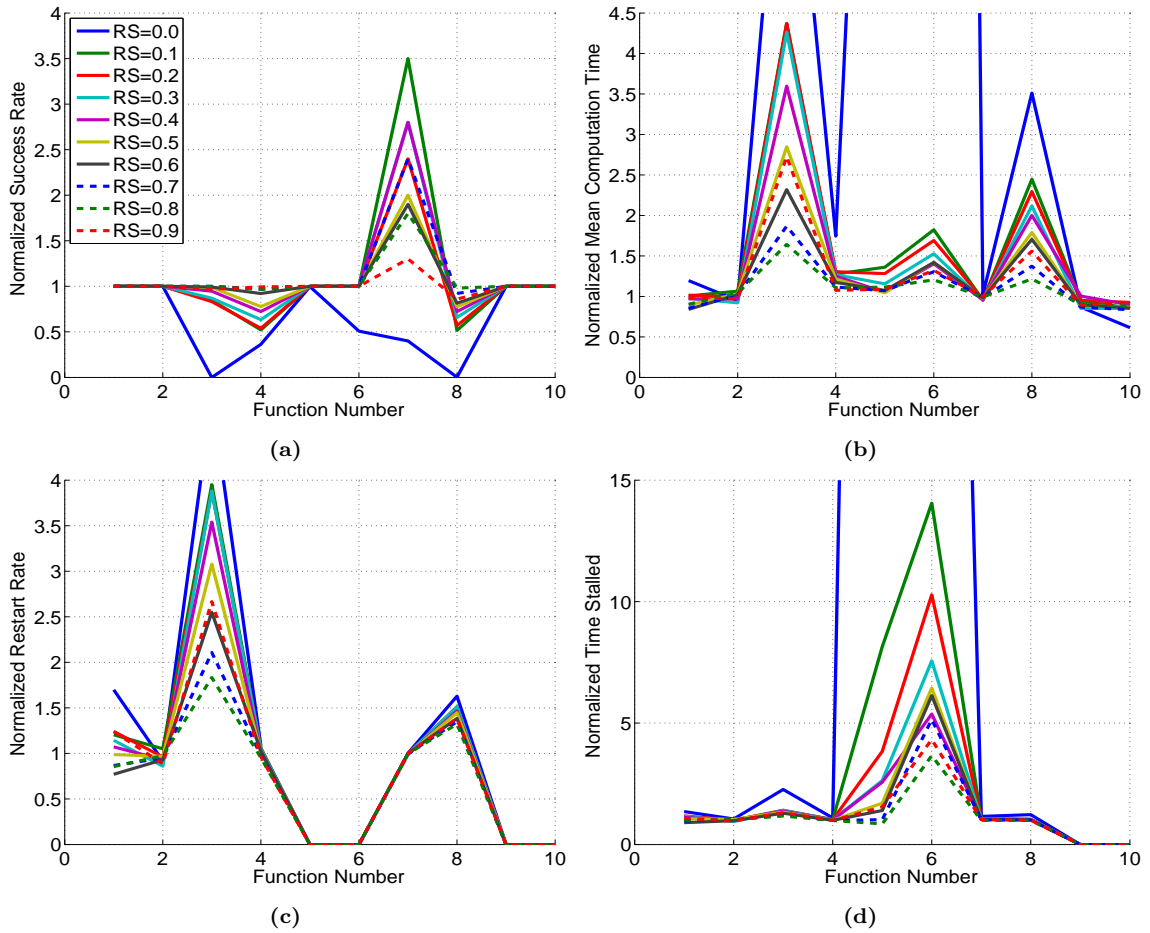 4
3.5
3
2.5
2
1.5
1
0.5
0
0 2 4 6 8 10
Function Number
Normalized Success Rate
RS=0.0
RS=0.1
RS=0.2
RS=0.3
RS=0.4
RS=0.5
RS=0.6
RS=0.7
RS=0.8
RS=0.9
(a)
4.5
4
3.5
3
2.5
2
1.5
1
0.5
0
0 2 4 6 8 10
Function Number
Normalized Mean Computation Time
(b)
4
3.5
3
2.5
2
1.5
1
0.5
0
0 2 4 6 8 10
Function Number
Normalized Restart Rate
(c)
15
10
5
0
0 2 4 6 8 10
Function Number
Normalized Time Stalled
(d)